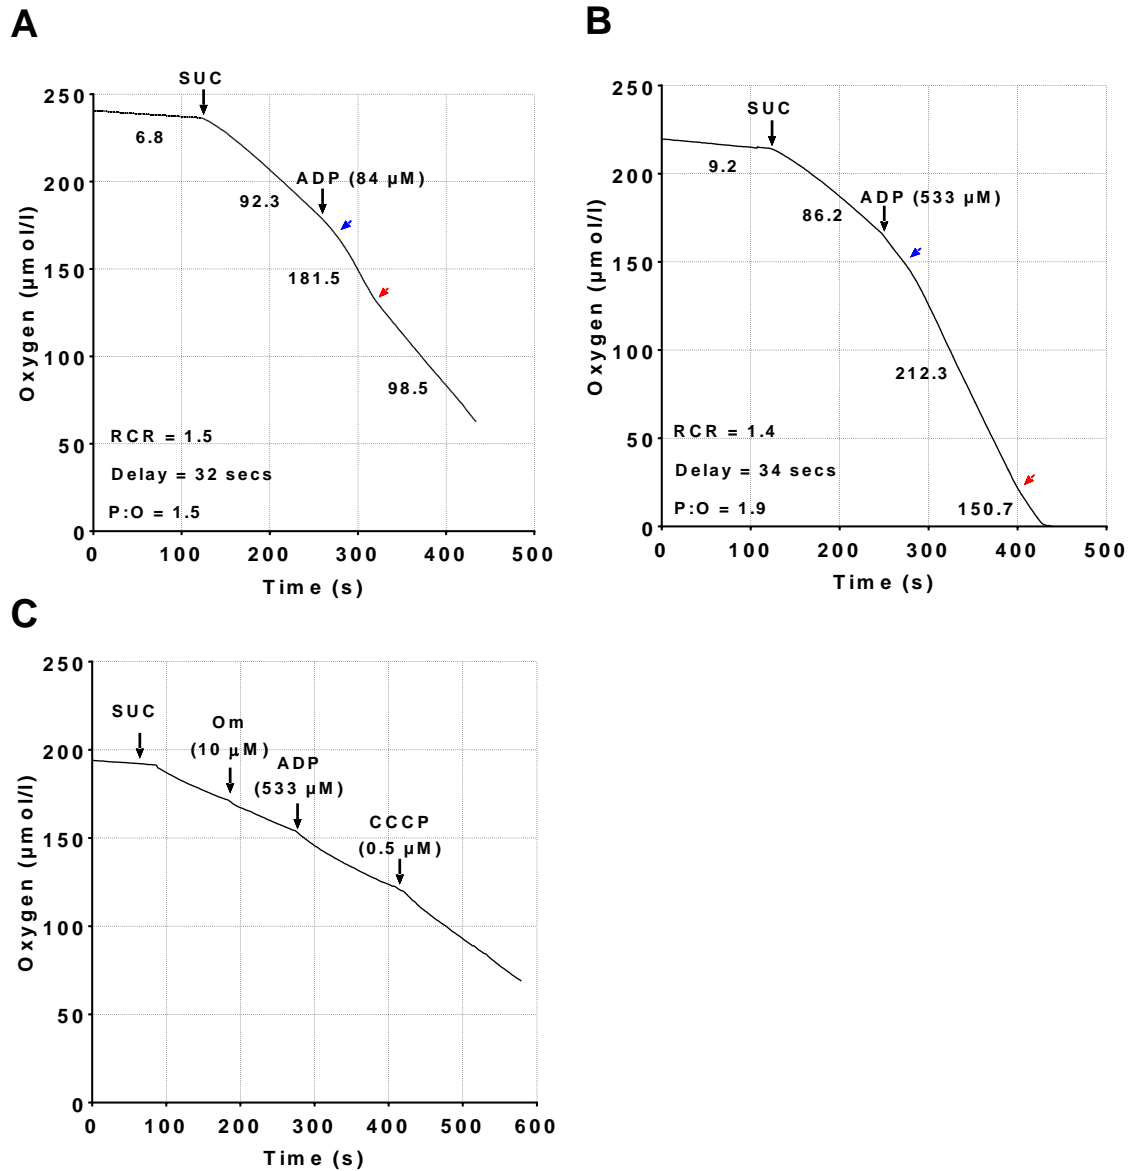 A
SUC
250
6.8
200
ADP (84 µM)
92.3
150
181.5
100
98.5
50
RCR = 1.5
Delay = 32 secs
P:O = 1.5
0
0 100 200 300 400 500
Time (s)
Oxygen (µmol/l)
B
250
SUC
9.2
200
ADP (533 µM)
86.2
150
212.3
100
50
RCR = 1.4
Delay = 34 secs
P:O = 1.9
150.7
0
0 100 200 300 400 500
Time (s)
Oxygen (µmol/l)
C
250
SUC
Om
(10 µM)
200
ADP
(533 µM)
CCCP
(0.5 µM)
150
100
50
0
0 100 200 300 400 500 600
Time (s)
Oxygen (µmol/l)